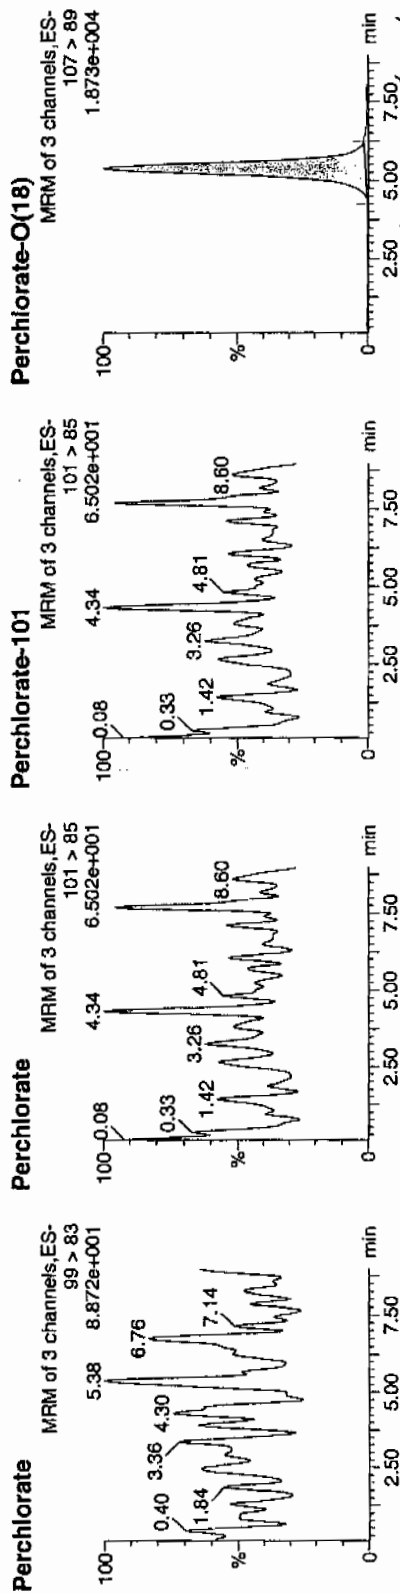 Perchlorate
MRM of 3 channels,ES-
99 > 83
8.872e+001
100
%
0
0.40
1.84
3.36
4.30
5.38
6.76
7.14
2.50
5.00
7.50
min
Perchlorate
MRM of 3 channels,ES-
101 > 85
6.502e+001
100
%
0
0.08
0.33
1.42
3.26
4.34
4.81
8.60
2.50
5.00
7.50
min
Perchlorate-101
MRM of 3 channels,ES-
101 > 85
6.502e+001
100
%
0
0.08
0.33
1.42
3.26
4.34
4.81
8.60
2.50
5.00
7.50
min
Perchlorate-O(18)
MRM of 3 channels,ES-
107 > 89
1.873e+004
100
%
0
2.50
5.00
7.50
min